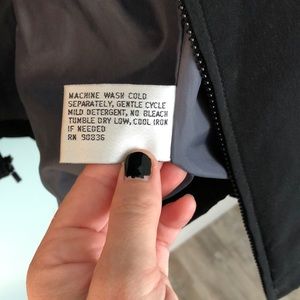 MACHINE WASH COLD
SEPARATELY, GENTLE CYCLE
MILD DETERGENT, NO BLEACH
TUMBLE DRY LOW, COOL IRON
IF NEEDED
RN 90836